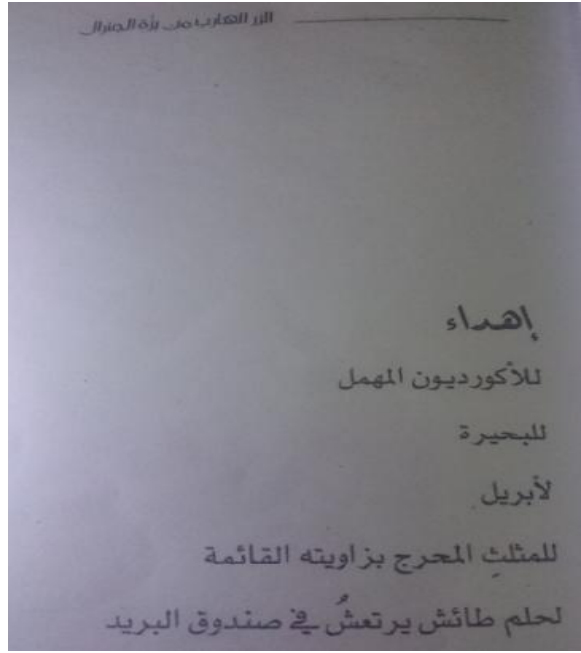 الزر الهارب من بزة الجنرال
إهداء
للأكورديون المهمل
للبحيرة
لأبريل
للمثلثِ المحرج بزاويته القائمة
لحلم طائش يرتعشُ في صندوق البريد